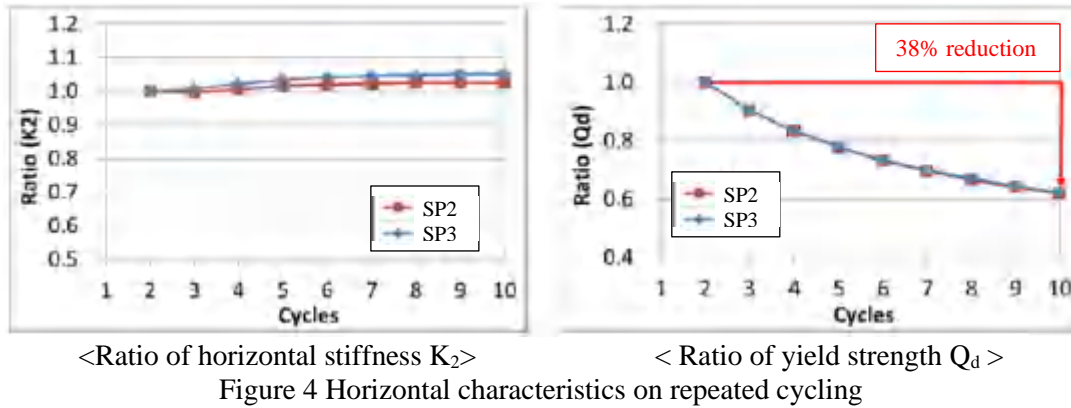 1.2
1.1
1.0
0.9
0.8
0.7
0.6
0.5
Ratio (K2)
SP2
SP3
1 2 3 4 5 6 7 8 9 10
Cycles
1.2
1.0
0.8
0.6
0.4
Ratio (Qd)
38% reduction
SP2
SP3
1 2 3 4 5 6 7 8 9 10
Cycles
<Ratio of horizontal stiffness K₂>
< Ratio of yield strength Qd >
Figure 4 Horizontal characteristics on repeated cycling